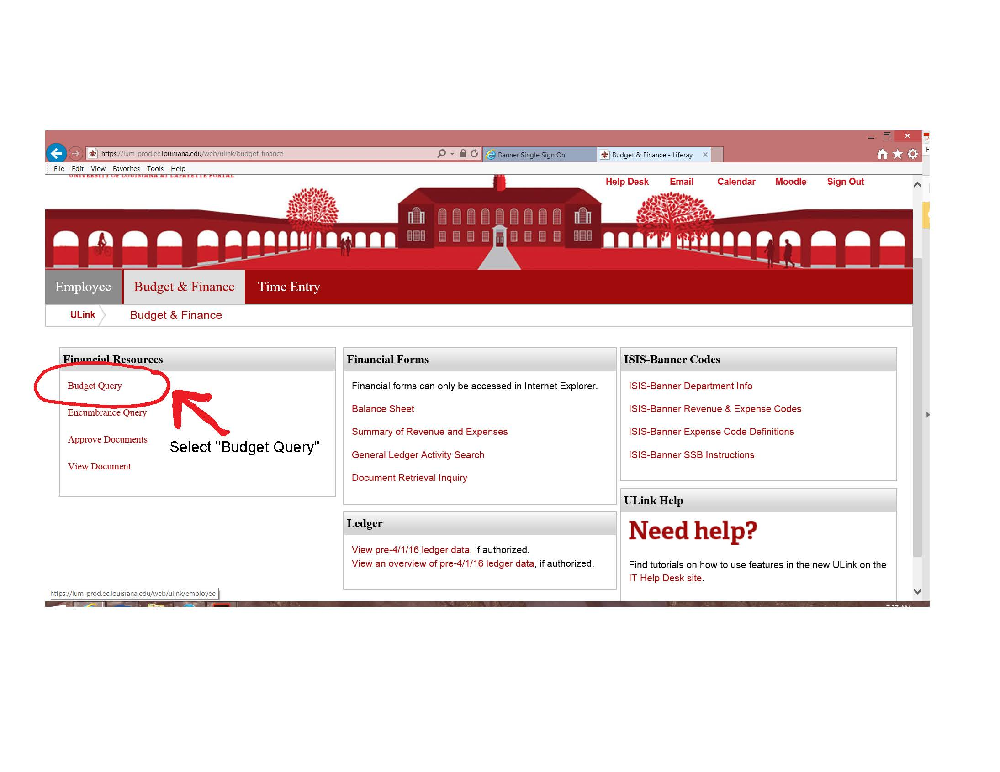 https://lum-prod.ec.louisiana.edu/web/ulink/budget-finance
Banner Single Sign On
Budget & Finance - Liferay
File Edit View Favorites Tools Help
UNIVERSITY OF LOUISIANA AT LAFAYETTE PORTAL
Help Desk Email Calendar Moodle Sign Out
Employee Budget & Finance Time Entry
ULink Budget & Finance
Financial Resources
Budget Query
Encumbrance Query
Approve Documents
View Document
Select "Budget Query"
Financial Forms
Financial forms can only be accessed in Internet Explorer.
Balance Sheet
Summary of Revenue and Expenses
General Ledger Activity Search
Document Retrieval Inquiry
Ledger
View pre-4/1/16 ledger data, if authorized.
View an overview of pre-4/1/16 ledger data, if authorized.
ISIS-Banner Codes
ISIS-Banner Department Info
ISIS-Banner Revenue & Expense Codes
ISIS-Banner Expense Code Definitions
ISIS-Banner SSB Instructions
ULink Help
Need help?
Find tutorials on how to use features in the new ULink on the
IT Help Desk site.
https://lum-prod.ec.louisiana.edu/web/ulink/employee